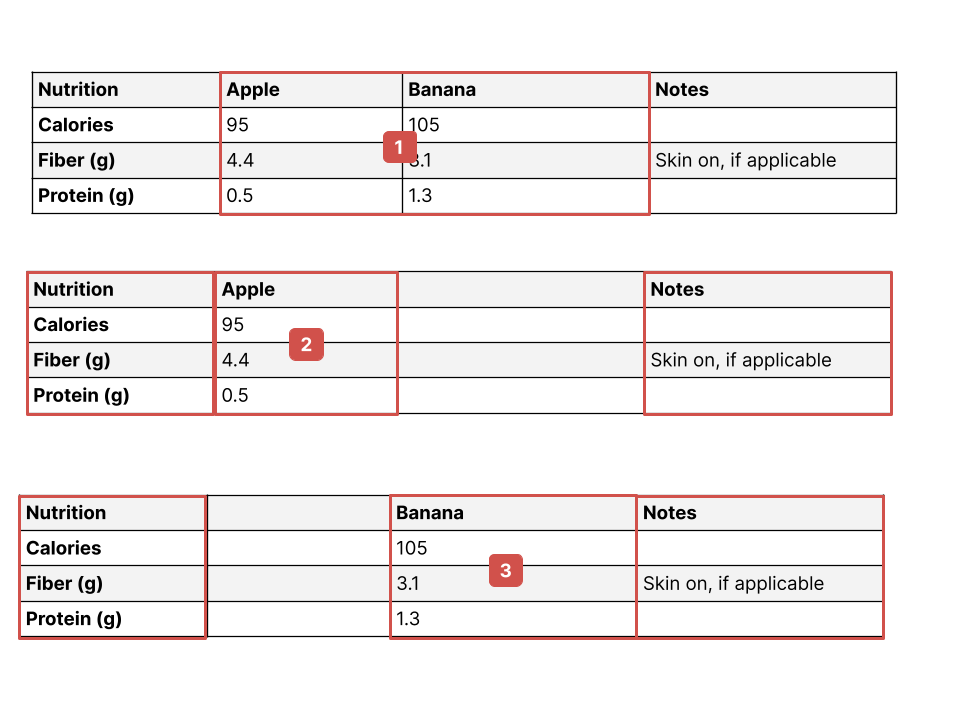 Nutrition Apple Banana Notes
Calories 95 105
1
Fiber (g) 4.4 3.1 Skin on, if applicable
Protein (g) 0.5 1.3
Nutrition Apple Notes
Calories 95
2
Fiber (g) 4.4 Skin on, if applicable
Protein (g) 0.5
Nutrition Banana Notes
Calories 105
3
Fiber (g) 3.1 Skin on, if applicable
Protein (g) 1.3